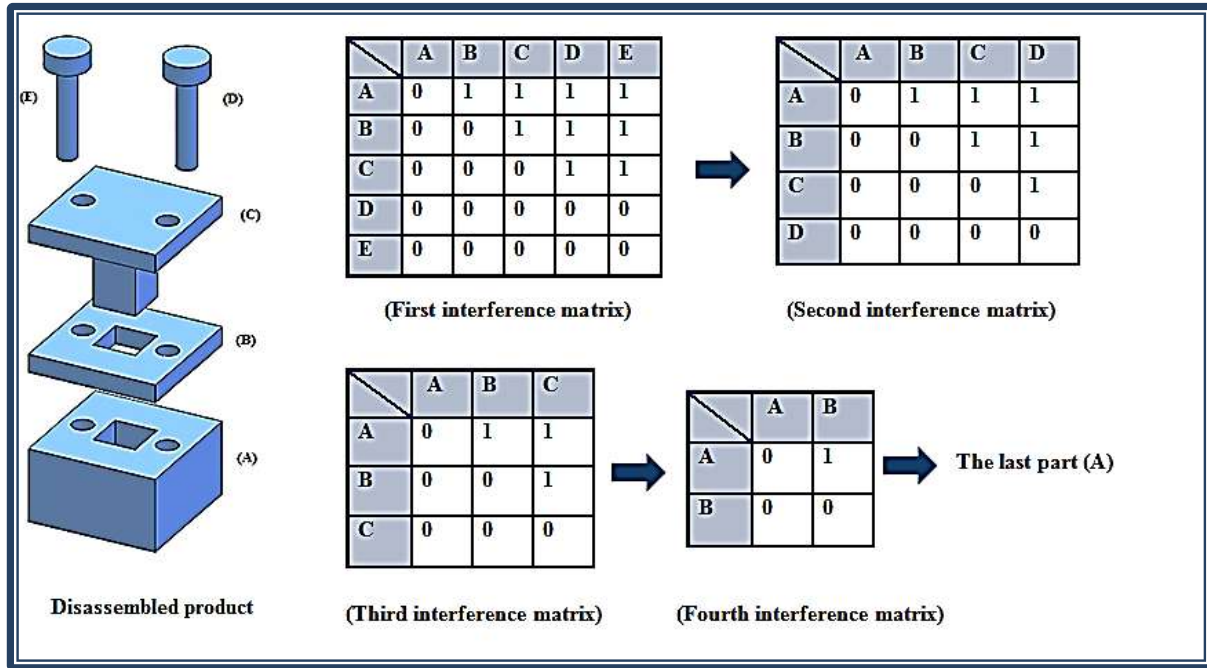 (E)
(D)
(C)
(B)
(A)
Disassembled product
A B C D E
A 0 1 1 1 1
B 0 0 1 1 1
C 0 0 0 1 1
D 0 0 0 0 0
E 0 0 0 0 0
(First interference matrix)
A B C D
A 0 1 1 1
B 0 0 1 1
C 0 0 0 1
D 0 0 0 0
(Second interference matrix)
A B C
A 0 1 1
B 0 0 1
C 0 0 0
(Third interference matrix)
A B
A 0 1
B 0 0
(Fourth interference matrix)
The last part (A)